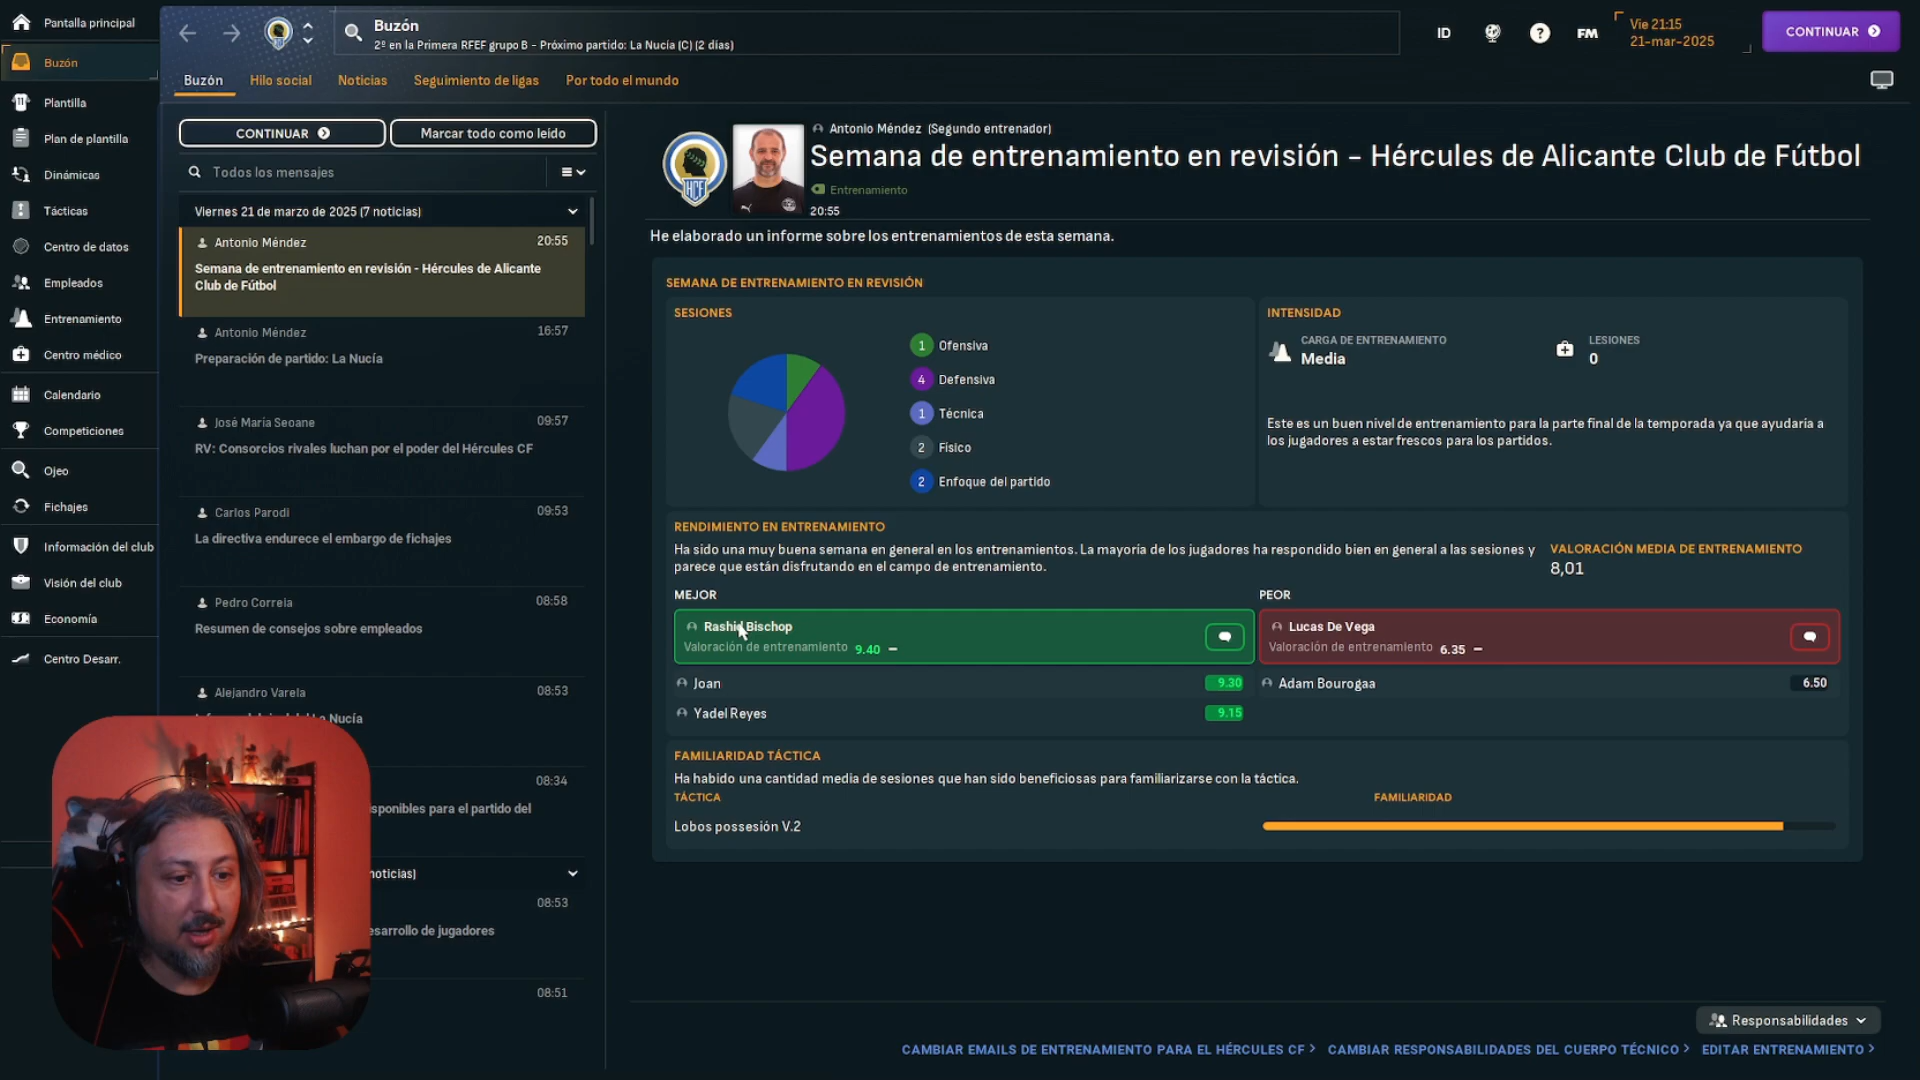 Pantalla principal
Buzón
Plantilla
Plan de plantilla
Dinámicas
Tácticas
Centro de datos
Empleados
Entrenamiento
Centro médico
Calendario
Competiciones
Ojeo
Fichajes
Información del club
Visión del club
Economía
Centro Desarr.
Buzón
2º en la Primera RFEF grupo B - Próximo partido: La Nucía (C) (2 días)
ID
?
FM
Vie 21:15
21-mar-2025
CONTINUAR
Buzón
Hilo social
Noticias
Seguimiento de ligas
Por todo el mundo
CONTINUAR
Marcar todo como leído
Todos los mensajes
Viernes 21 de marzo de 2025 (7 noticias)
Antonio Méndez
20:55
Semana de entrenamiento en revisión - Hércules de Alicante
Club de Fútbol
Antonio Méndez
16:57
Preparación de partido: La Nucía
José María Seoane
09:57
RV: Consorcios rivales luchan por el poder del Hércules CF
Carlos Parodi
09:53
La directiva endurece el embargo de fichajes
Pedro Correia
08:58
Resumen de consejos sobre empleados
Alejandro Varela
08:53
La Nucía
08:34
sponibles para el partido del
noticias)
08:53
esarrollo de jugadores
08:51
HCF
Antonio Méndez (Segundo entrenador)
Semana de entrenamiento en revisión - Hércules de Alicante Club de Fútbol
Entrenamiento
20:55
He elaborado un informe sobre los entrenamientos de esta semana.
SEMANA DE ENTRENAMIENTO EN REVISIÓN
SESIONES
1 Ofensiva
4 Defensiva
1 Técnica
2 Físico
2 Enfoque del partido
INTENSIDAD
CARGA DE ENTRENAMIENTO
Media
LESIONES
0
Este es un buen nivel de entrenamiento para la parte final de la temporada ya que ayudaría a
los jugadores a estar frescos para los partidos.
RENDIMIENTO EN ENTRENAMIENTO
Ha sido una muy buena semana en general en los entrenamientos. La mayoría de los jugadores ha respondido bien en general a las sesiones y
parece que están disfrutando en el campo de entrenamiento.
VALORACIÓN MEDIA DE ENTRENAMIENTO
8,01
MEJOR
Rashid Bischop
Valoración de entrenamiento 9.40 -
Joan
9.30
Yadel Reyes
9.15
PEOR
Lucas De Vega
Valoración de entrenamiento 6.35 -
Adam Bourogaa
6.50
FAMILIARIDAD TÁCTICA
Ha habido una cantidad media de sesiones que han sido beneficiosas para familiarizarse con la táctica.
TÁCTICA
FAMILIARIDAD
Lobos possesión V.2
Responsabilidades
CAMBIAR EMAILS DE ENTRENAMIENTO PARA EL HÉRCULES CF >
CAMBIAR RESPONSABILIDADES DEL CUERPO TÉCNICO >
EDITAR ENTRENAMIENTO >